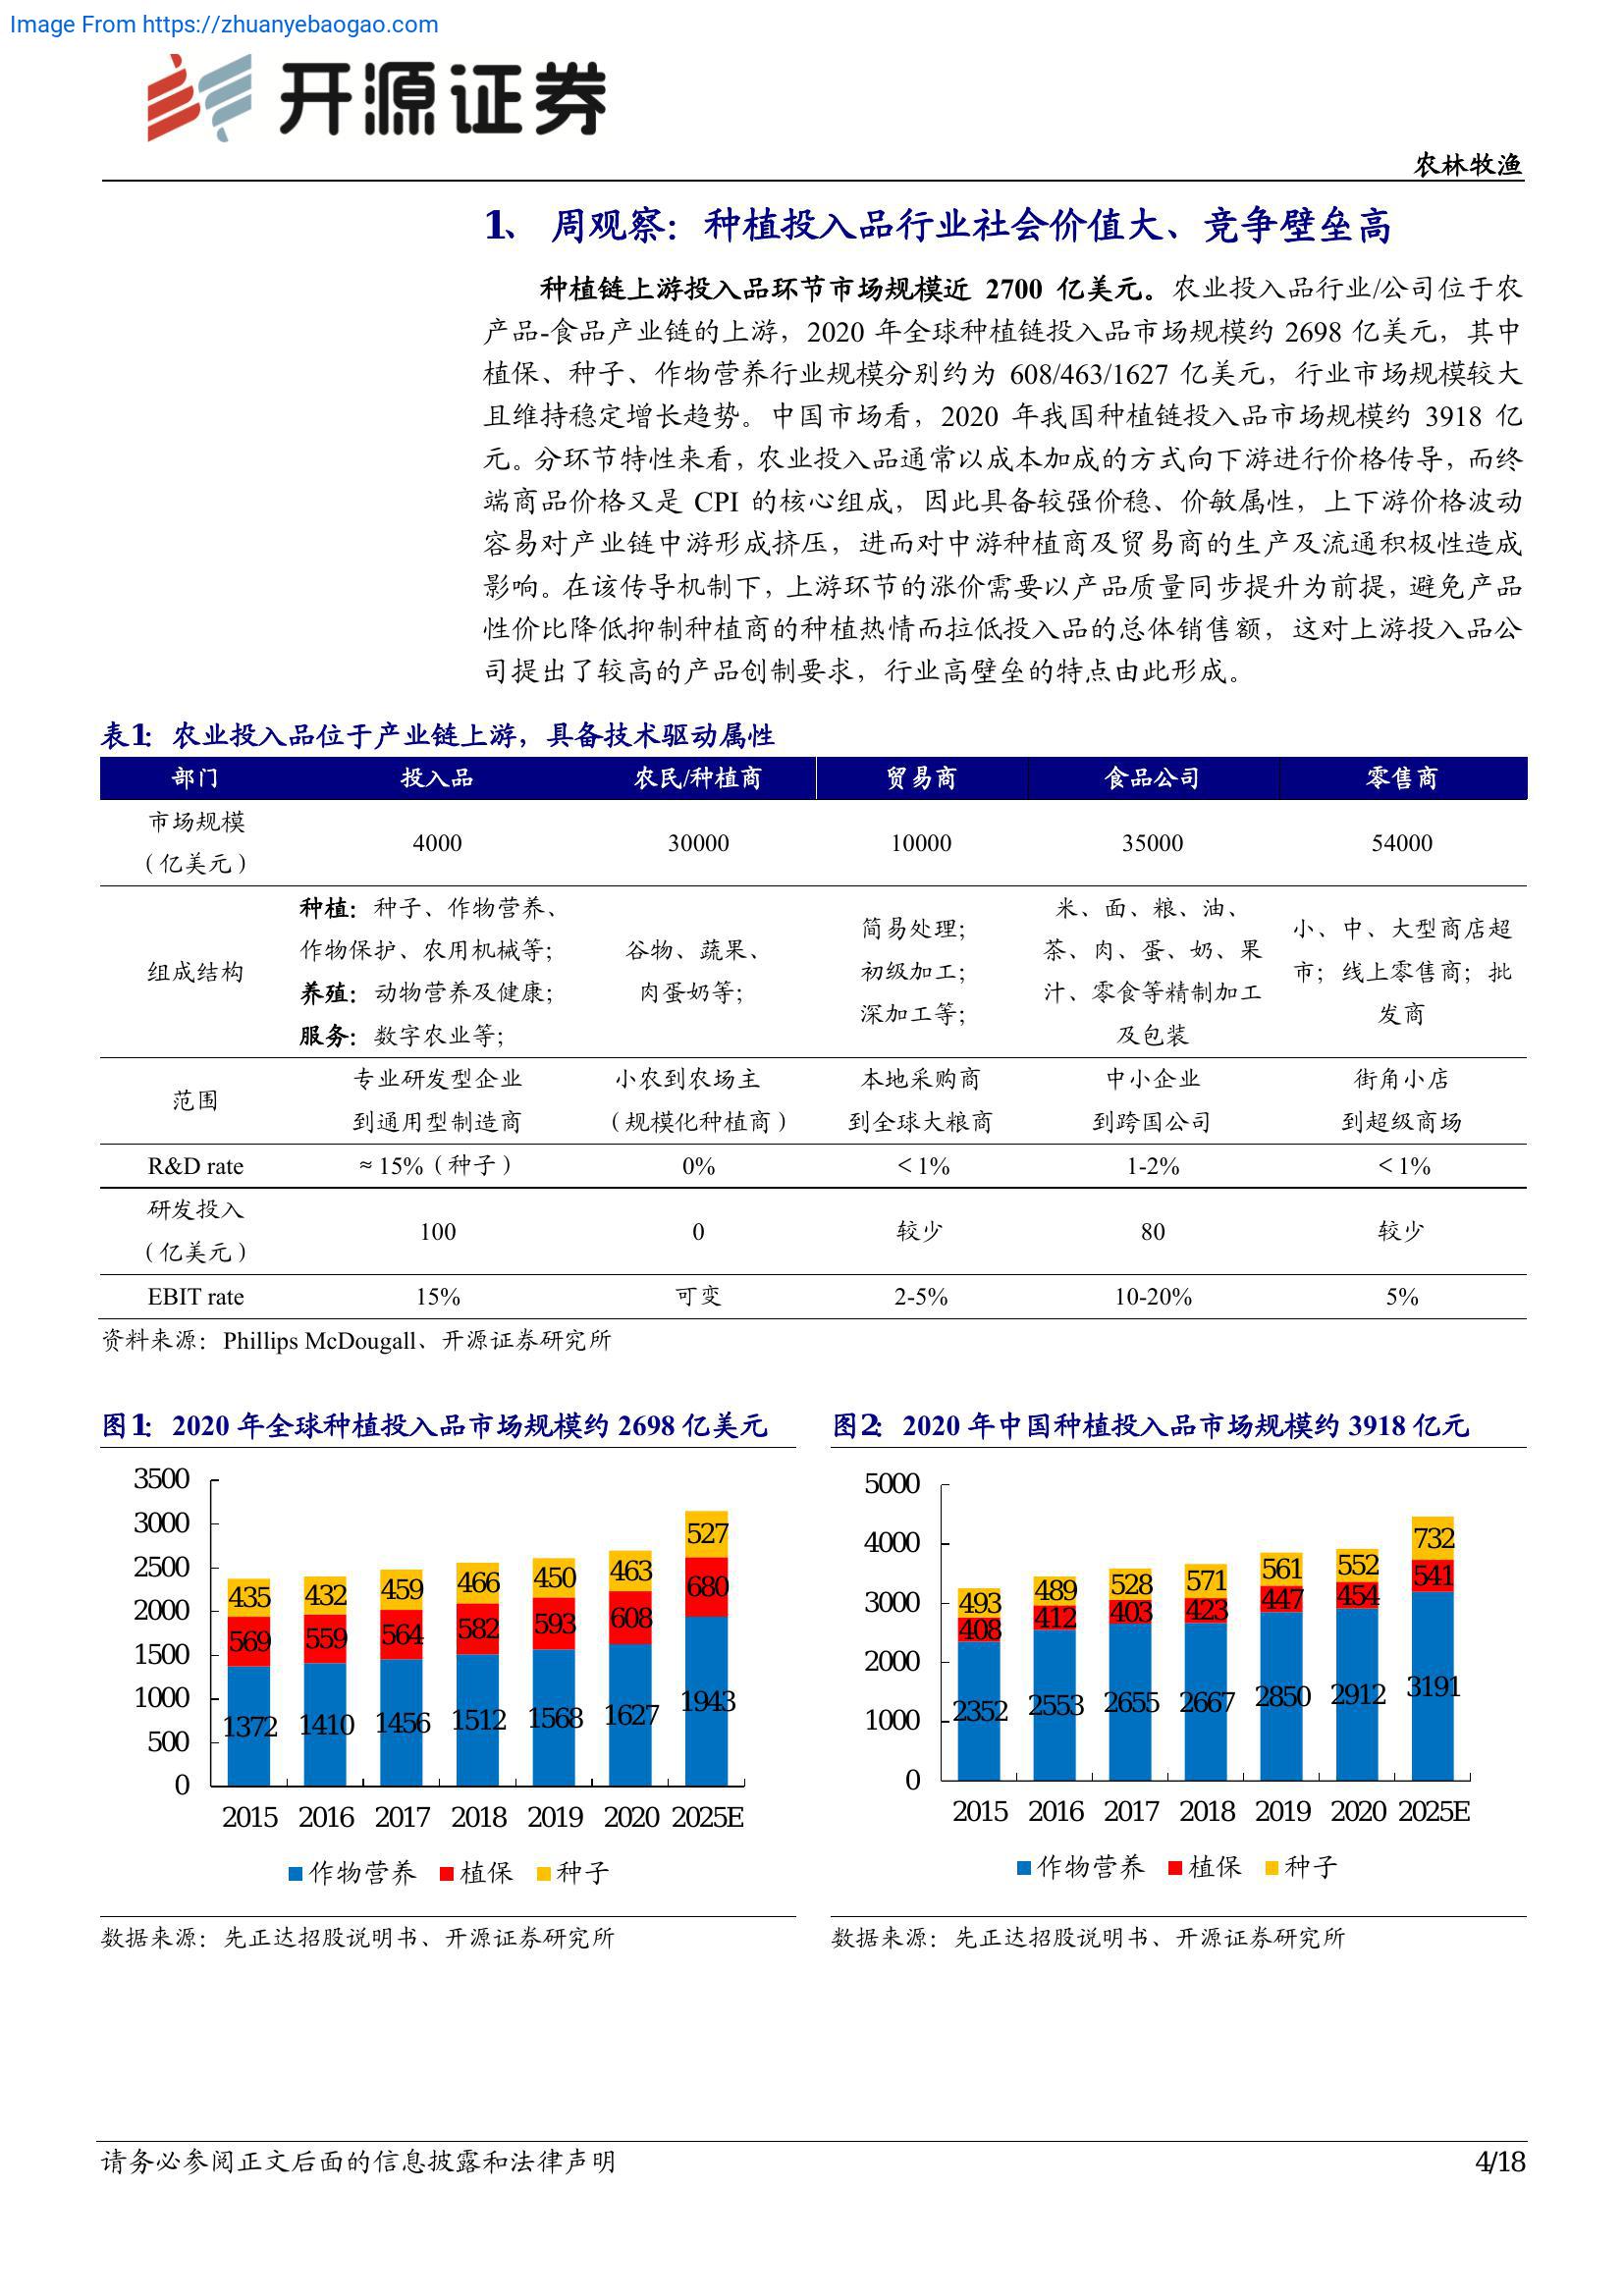 Image From https://zhuanyebaogao.com
开源证券
农林牧渔
1、 周观察：种植投入品行业社会价值大、竞争壁垒高
种植链上游投入品环节市场规模近 2700 亿美元。农业投入品行业/公司位于农
产品-食品产业链的上游，2020 年全球种植链投入品市场规模约 2698 亿美元，其中
植保、种子、作物营养行业规模分别约为 608/463/1627 亿美元，行业市场规模较大
且维持稳定增长趋势。中国市场看，2020 年我国种植链投入品市场规模约 3918 亿
元。分环节特性来看，农业投入品通常以成本加成的方式向下游进行价格传导，而终
端商品价格又是 CPI 的核心组成，因此具备较强价稳、价敏属性，上下游价格波动
容易对产业链中游形成挤压，进而对中游种植商及贸易商的生产及流通积极性造成
影响。在该传导机制下，上游环节的涨价需要以产品质量同步提升为前提，避免产品
性价比降低抑制种植商的种植热情而拉低投入品的总体销售额，这对上游投入品公
司提出了较高的产品创制要求，行业高壁垒的特点由此形成。
表1：农业投入品位于产业链上游，具备技术驱动属性
部门 投入品 农民/种植商 贸易商 食品公司 零售商
市场规模
（亿美元） 4000 30000 10000 35000 54000
组成结构
种植：种子、作物营养、
作物保护、农用机械等；
养殖：动物营养及健康；
服务：数字农业等；
谷物、蔬果、
肉蛋奶等；
简易处理；
初级加工；
深加工等；
米、面、粮、油、
茶、肉、蛋、奶、果
汁、零食等精制加工
及包装
小、中、大型商店超
市；线上零售商；批
发商
范围
专业研发型企业
到通用型制造商
小农到农场主
（规模化种植商）
本地采购商
到全球大粮商
中小企业
到跨国公司
街角小店
到超级商场
R&D rate ≈15%（种子） 0% ＜1% 1-2% ＜1%
研发投入
（亿美元） 100 0 较少 80 较少
EBIT rate 15% 可变 2-5% 10-20% 5%
资料来源：Phillips McDougall、开源证券研究所
图1：2020 年全球种植投入品市场规模约 2698 亿美元
3500
3000
2500
2000
1500
1000
500
0
435 432 459 466 450 463 527
569 559 564 582 593 608 680
1372 1410 1456 1512 1568 1627 1943
2015 2016 2017 2018 2019 2020 2025E
作物营养 植保 种子
数据来源：先正达招股说明书、开源证券研究所
图2：2020 年中国种植投入品市场规模约 3918 亿元
5000
4000
3000
2000
1000
0
493 489 528 571 561 552 732
408 412 403 423 447 454 541
2352 2553 2655 2667 2850 2912 3191
2015 2016 2017 2018 2019 2020 2025E
作物营养 植保 种子
数据来源：先正达招股说明书、开源证券研究所
请务必参阅正文后面的信息披露和法律声明
4/18